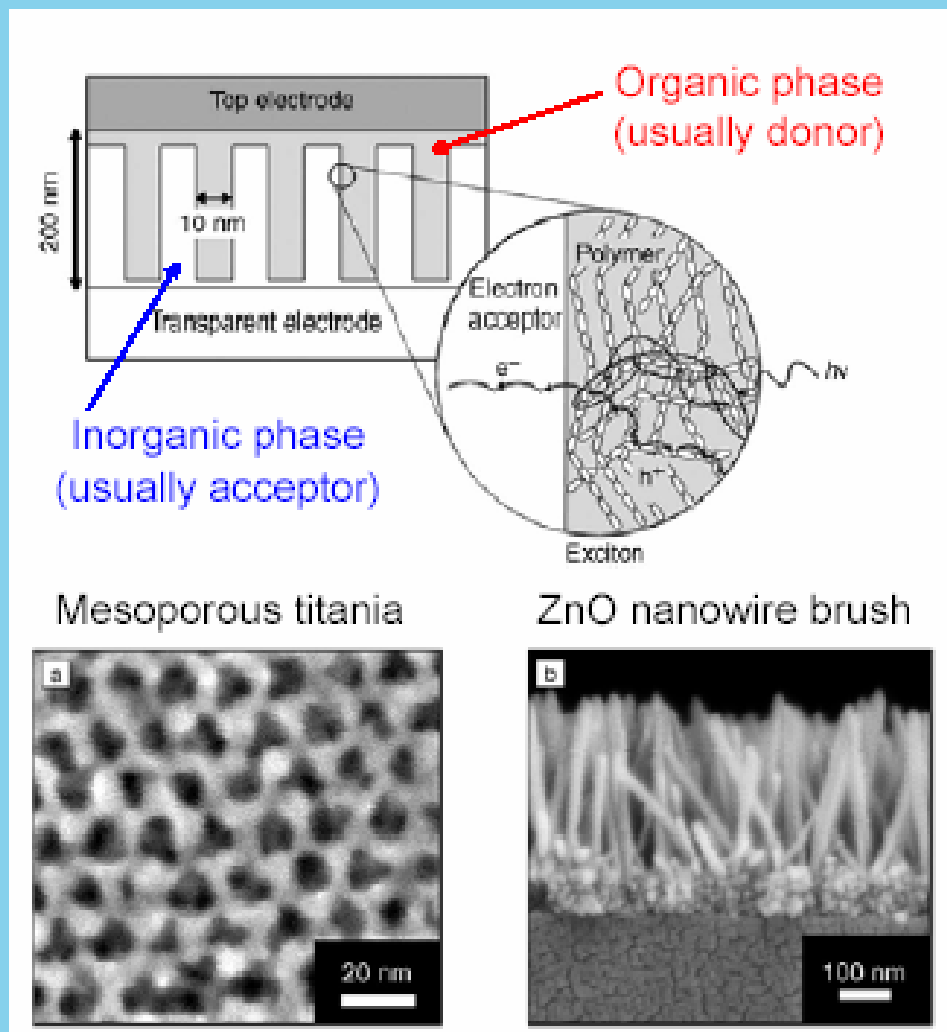 Top electrode
Organic phase
(usually donor)
200 nm
10 nm
Polymer
Electron
acceptor
Transparent electrode
e⁻
hν
Inorganic phase
(usually acceptor)
h⁺
Exciton
Mesoporous titania
ZnO nanowire brush
a
b
20 nm
100 nm